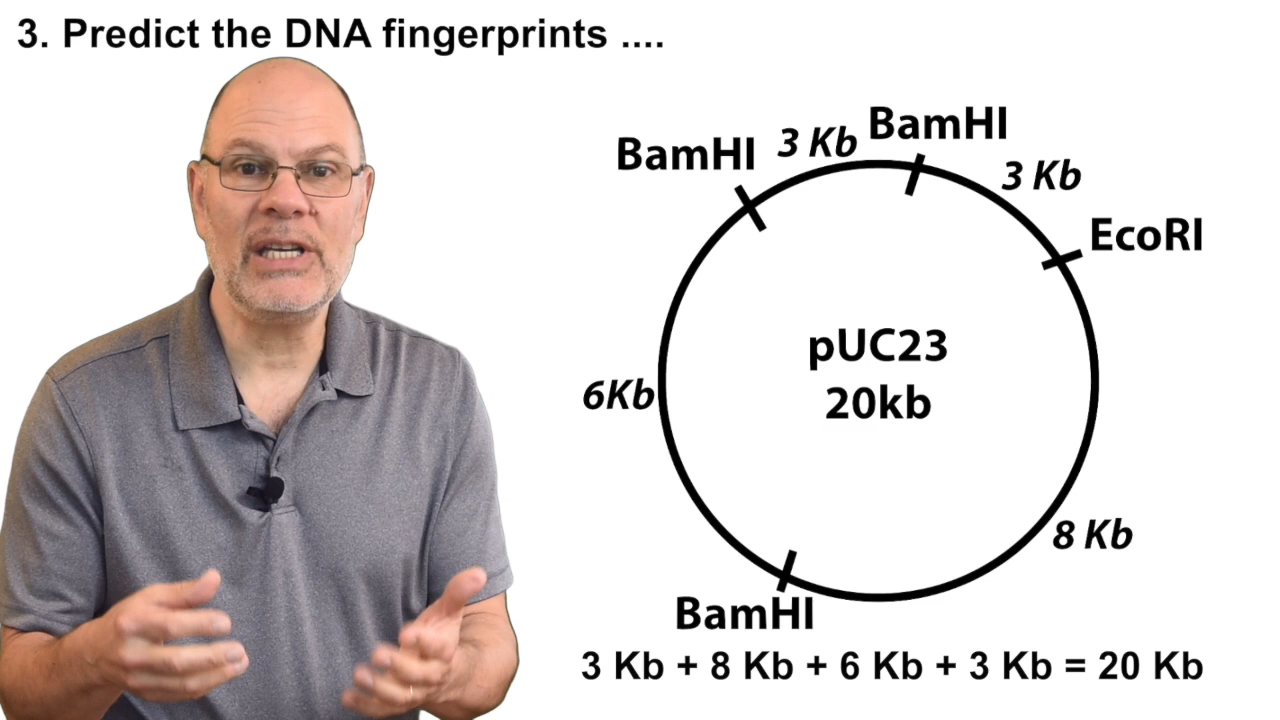 3. Predict the DNA fingerprints ....
BamHI
3 Kb
BamHI
3 Kb
EcoRI
pUC23
20kb
6Kb
8 Kb
BamHI
3 Kb + 8 Kb + 6 Kb + 3 Kb = 20 Kb